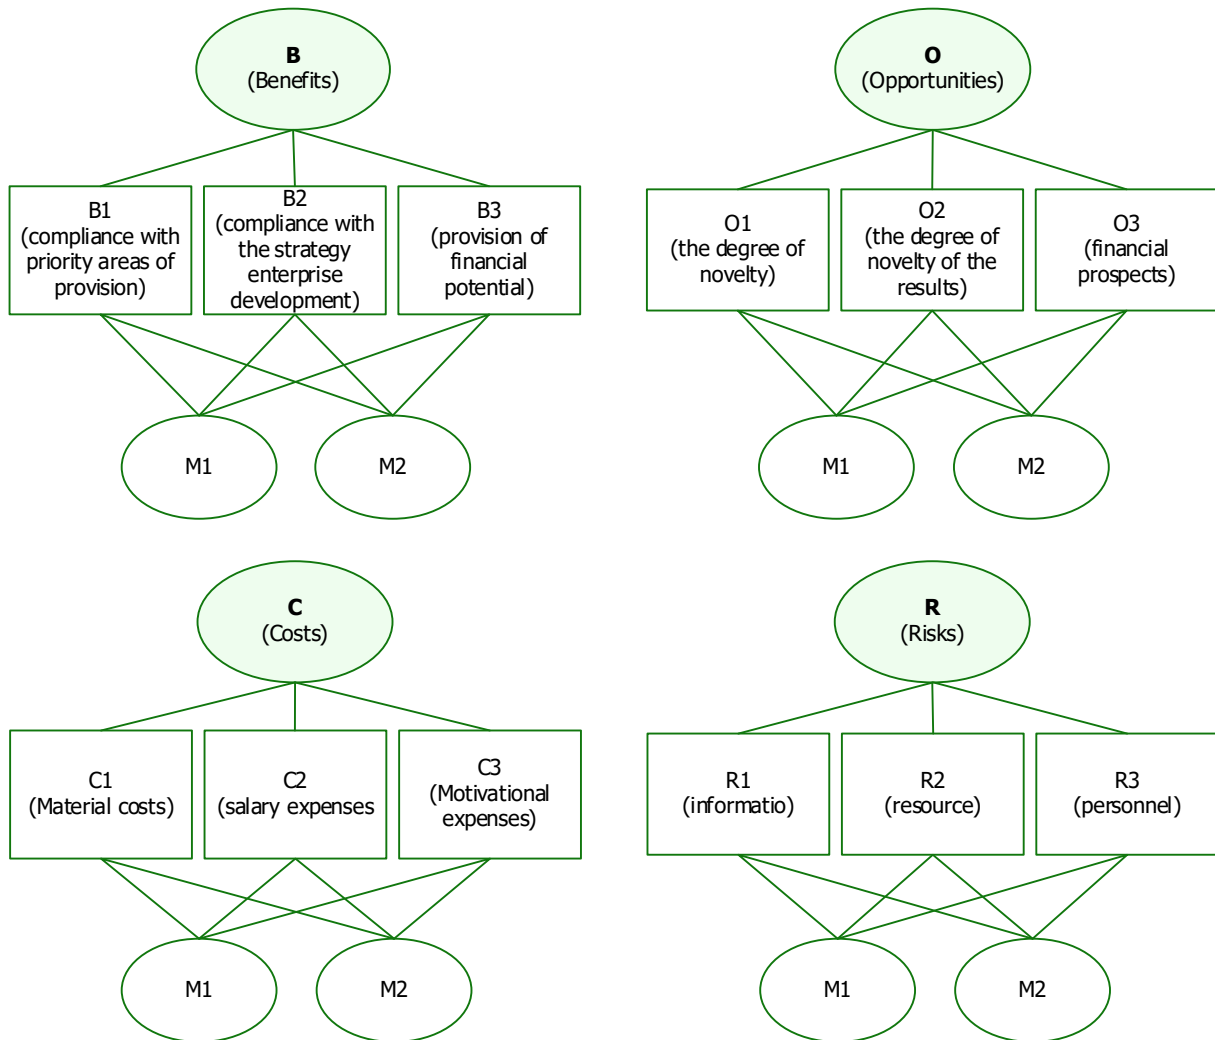 B
(Benefits)
B1
(compliance with
priority areas of
provision)
B2
(compliance with
the strategy
enterprise
development)
B3
(provision of
financial
potential)
M1
M2
O
(Opportunities)
O1
(the degree of
novelty)
O2
(the degree of
novelty of the
results)
O3
(financial
prospects)
M1
M2
C
(Costs)
C1
(Material costs)
C2
(salary expenses
C3
(Motivational
expenses)
M1
M2
R
(Risks)
R1
(informatio)
R2
(resource)
R3
(personnel)
M1
M2